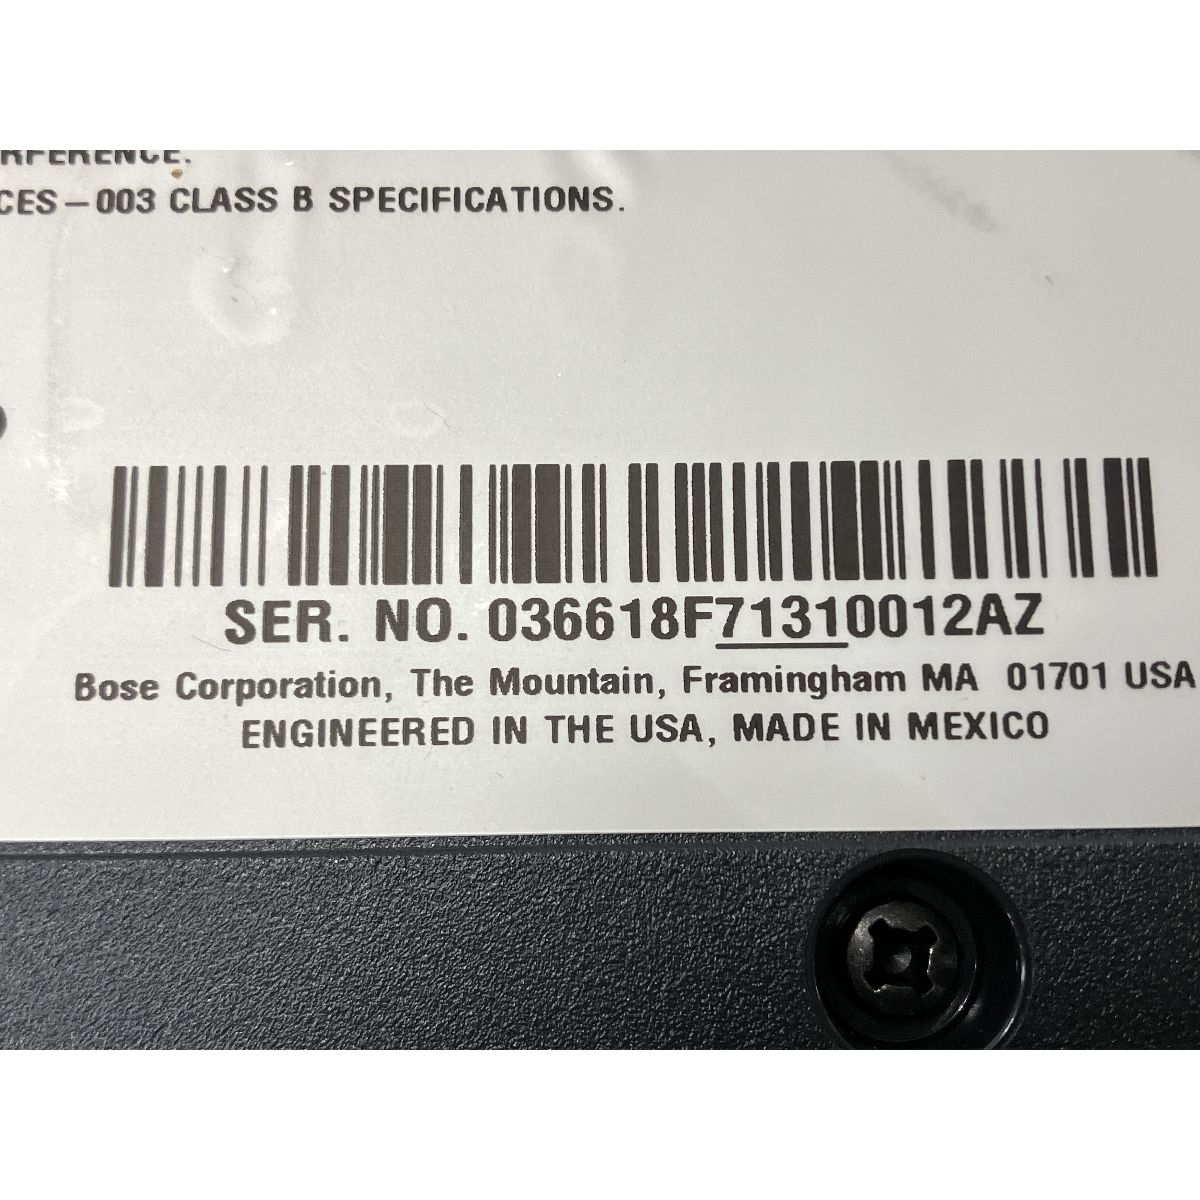 RFERENCE.
CES–003 CLASS B SPECIFICATIONS.
SER. NO. 036618F71310012AZ
Bose Corporation, The Mountain, Framingham MA 01701 USA
ENGINEERED IN THE USA, MADE IN MEXICO